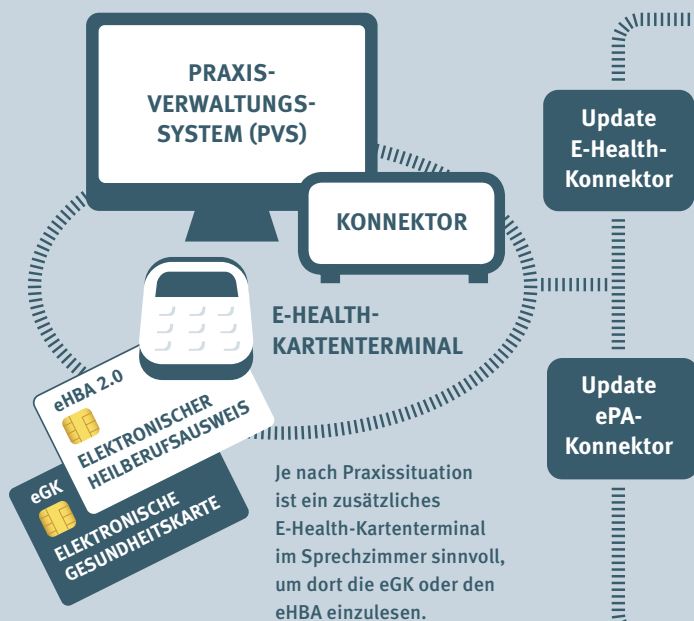 PRAXIS-
VERWALTUNGS-
SYSTEM (PVS)
KONNEKTOR
E-HEALTH-
KARTENTERMINAL
eHBA 2.0
ELEKTRONISCHER
HEILBERUFSAUSWEIS
eGK
ELEKTRONISCHE
GESUNDHEITSKARTE
Je nach Praxissituation
ist ein zusätzliches
E-Health-Kartenterminal
im Sprechzimmer sinnvoll,
um dort die eGK oder den
eHBA einzulesen.
Update
E-Health-
Konnektor
Update
ePA-
Konnektor